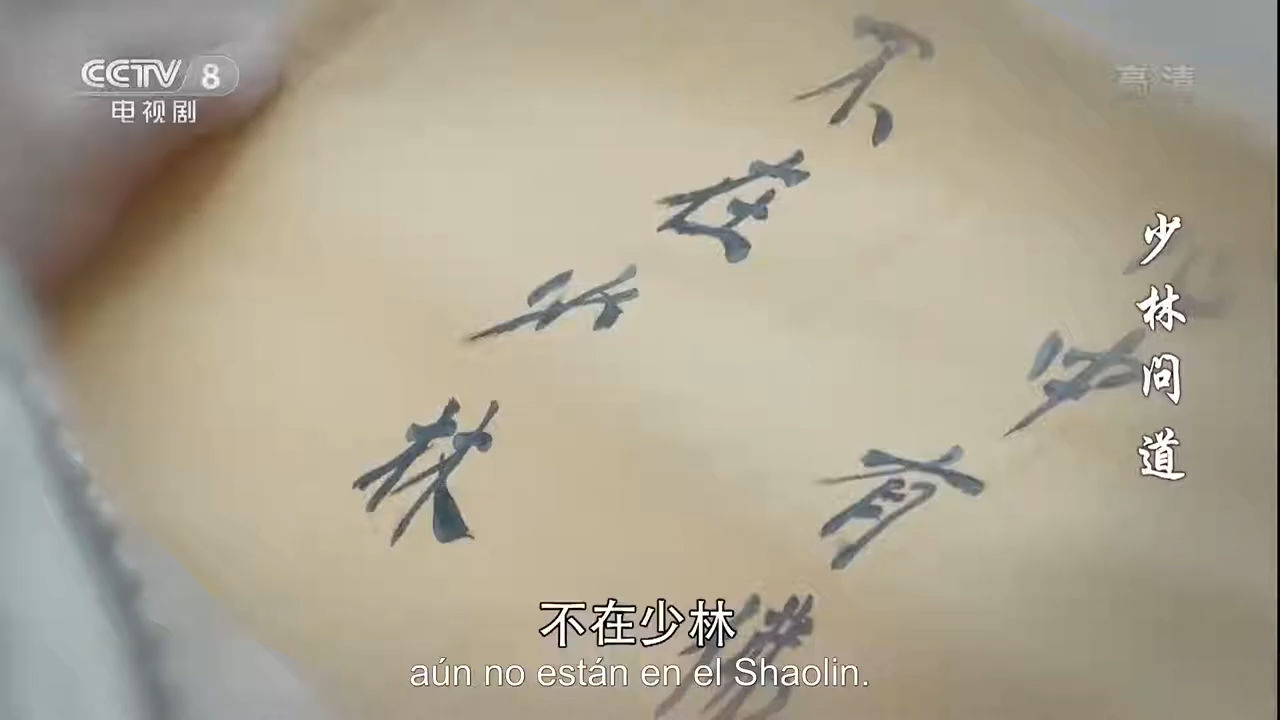 CCTV 8
电视剧
高清
少林问道
不在少林
不在少林
aún no están en el Shaolin.